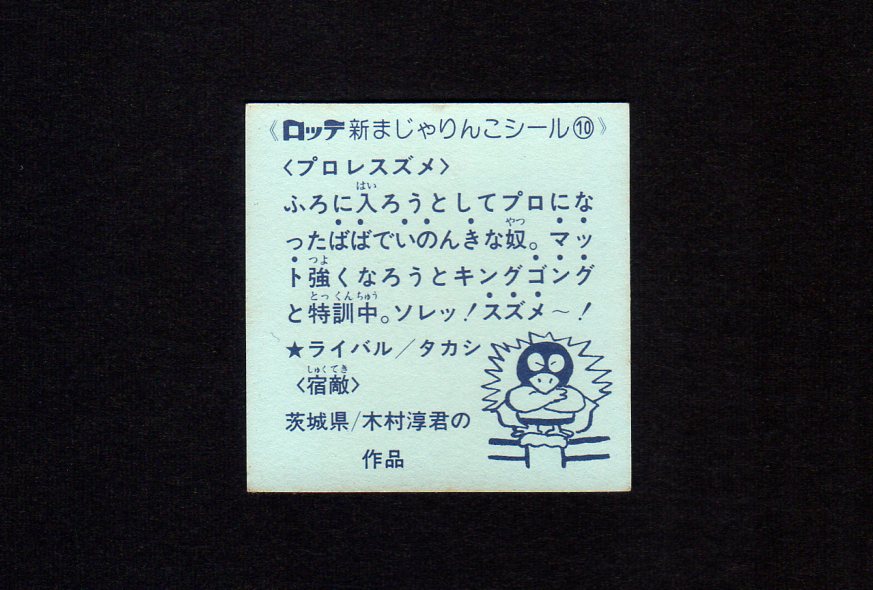 《ロッテ新まじゃりんこシール⑩》
〈プロレスズメ〉
ふろに入ろうとしてプロにな
ったばばでいのんきな奴。マッ
ト強くなろうとキングゴング
と特訓中。ソレッ!スズメ〜!
★ライバル/タカシ
〈宿敵〉
茨城県/木村淳君の
作品